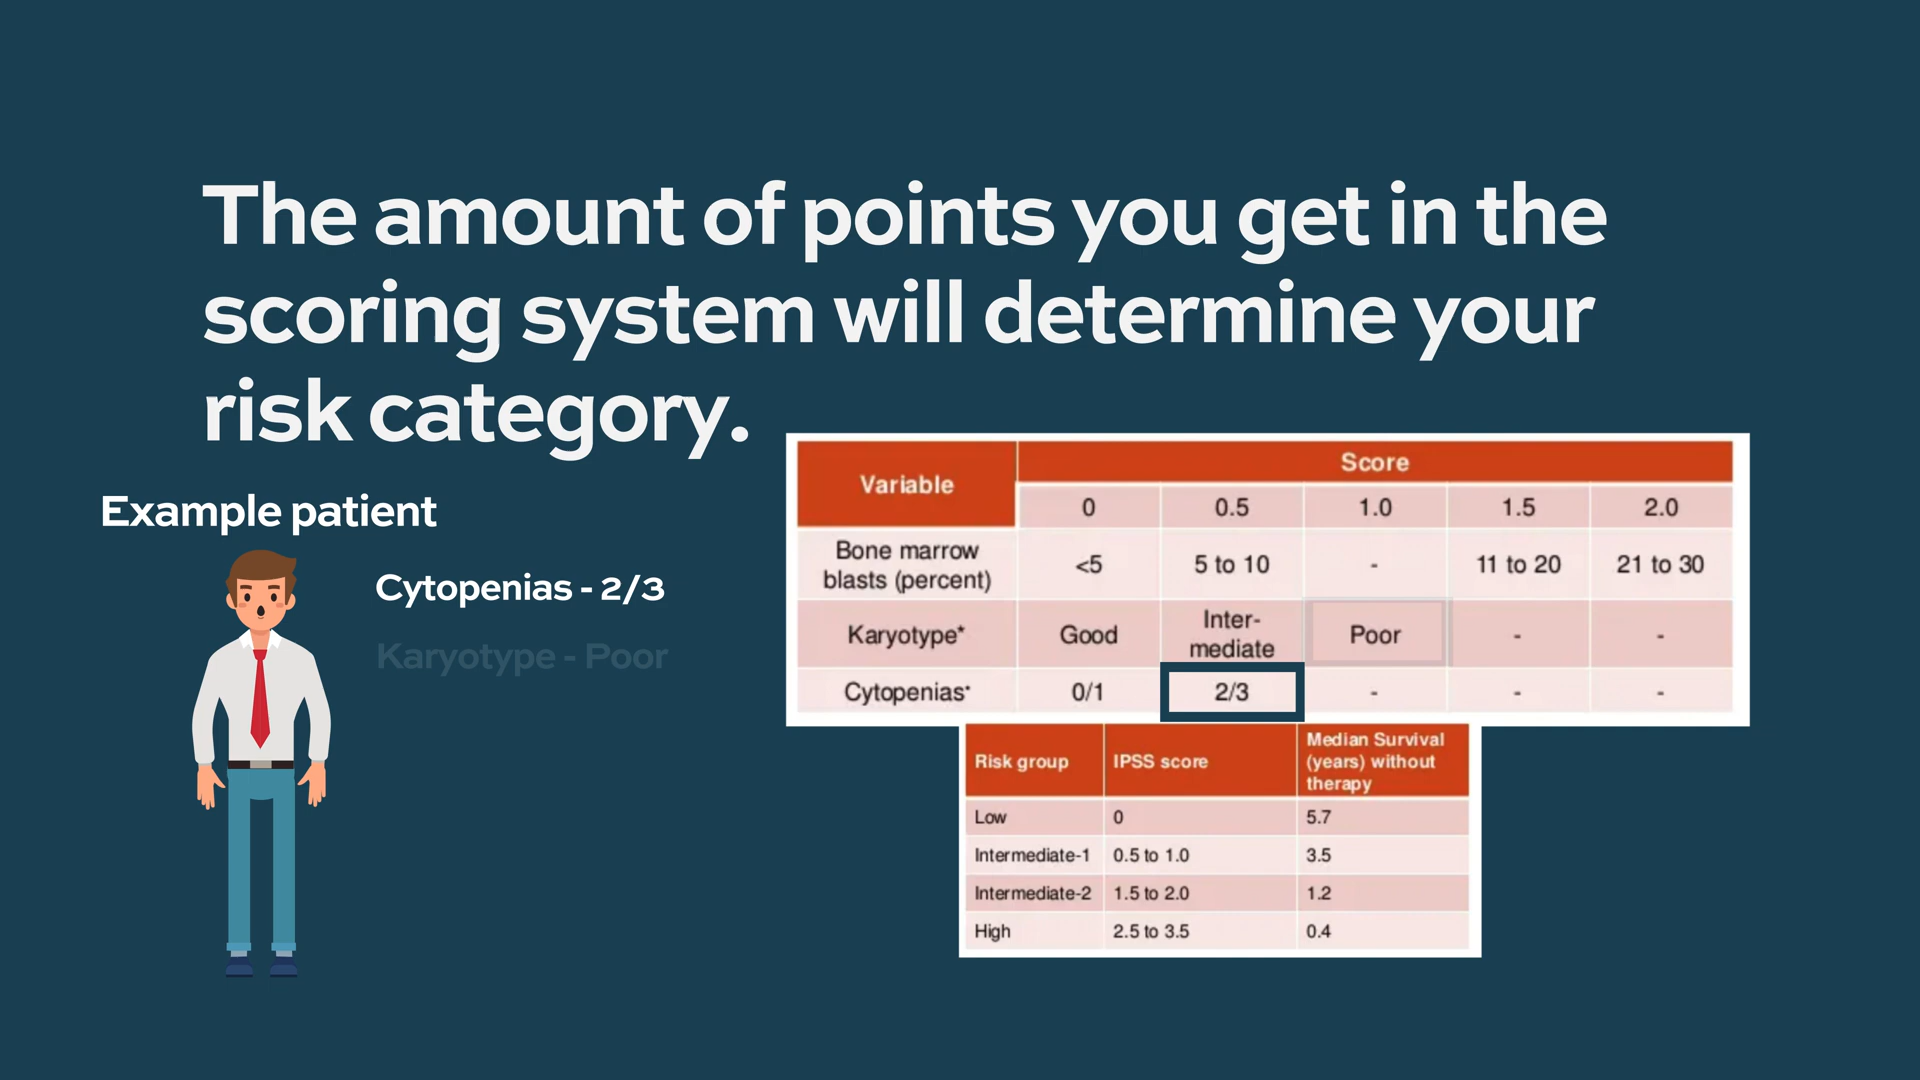 The amount of points you get in the
scoring system will determine your
risk category.
Example patient
Cytopenias - 2/3
Karyotype - Poor
Variable Score
0 0.5 1.0 1.5 2.0
Bone marrow
blasts (percent) <5 5 to 10 - 11 to 20 21 to 30
Karyotype* Good Inter-
mediate Poor - -
Cytopenias* 0/1 2/3 - - -
Risk group IPSS score Median Survival
(years) without
therapy
Low 0 5.7
Intermediate-1 0.5 to 1.0 3.5
Intermediate-2 1.5 to 2.0 1.2
High 2.5 to 3.5 0.4